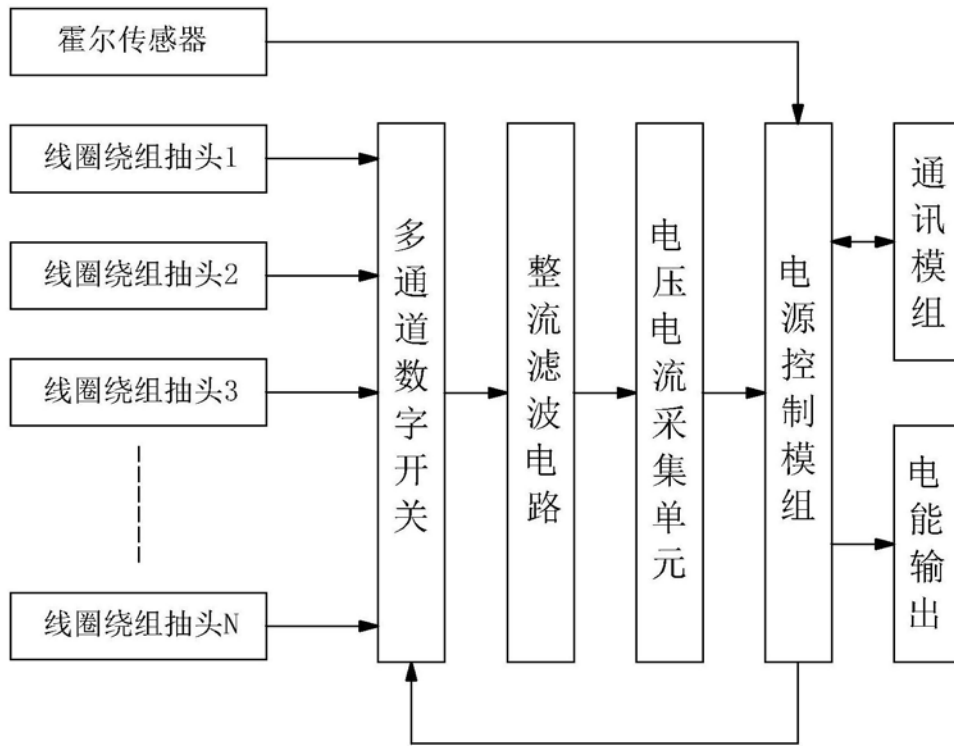 霍尔传感器
线圈绕组抽头1
线圈绕组抽头2
线圈绕组抽头3
线圈绕组抽头N
多通道数字开关
整流滤波电路
电压电流采集单元
电源控制模组
通讯模组
电能输出